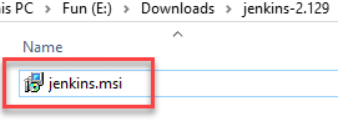 is PC > Fun (E:) > Downloads > jenkins-2.129
Name
jenkins.msi